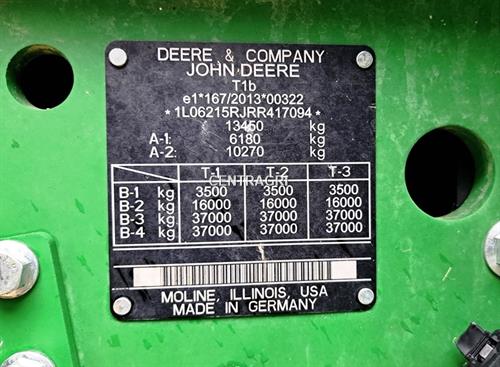 DEERE & COMPANY
JOHN DEERE
T1b
e1*167/2013*00322
*1L06215RJRR417094*
13450 kg
A-1: 6180 kg
A-2: 10270 kg
T-1 T-2 T-3
CENTRAGRI
B-1 kg 3500 3500 3500
B-2 kg 16000 16000 16000
B-3 kg 37000 37000 37000
B-4 kg 37000 37000 37000
MOLINE, ILLINOIS, USA
MADE IN GERMANY